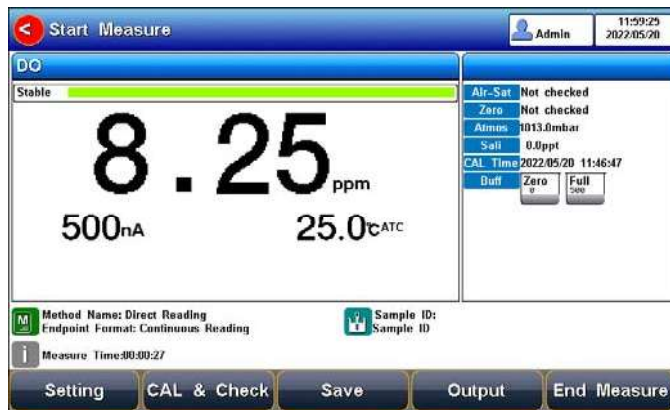 < Start Measure
Admin
11:59:25
2022/05/20
DO
Stable
8.25 ppm
500nA
25.0℃ ATC
Air-Sat Not checked
Zero Not checked
Atmos 1013.0mbar
Sali 0.0ppt
CAL Time 2022/05/20 11:46:47
Buff Zero 0 Full 500
M
Method Name: Direct Reading
Endpoint Format: Continuous Reading
Sample ID:
Sample ID
i Measure Time:00:00:27
Setting CAL & Check Save Output End Measure